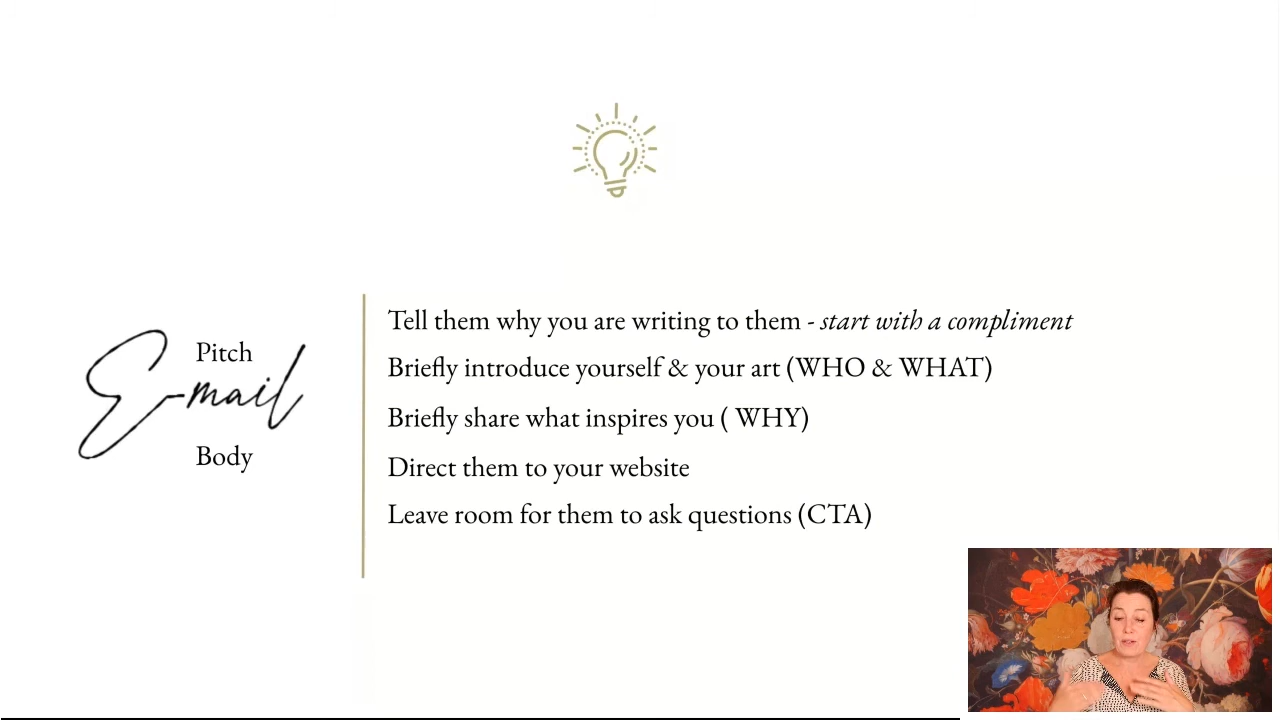 Pitch
E-mail
Body
Tell them why you are writing to them - start with a compliment
Briefly introduce yourself & your art (WHO & WHAT)
Briefly share what inspires you ( WHY)
Direct them to your website
Leave room for them to ask questions (CTA)